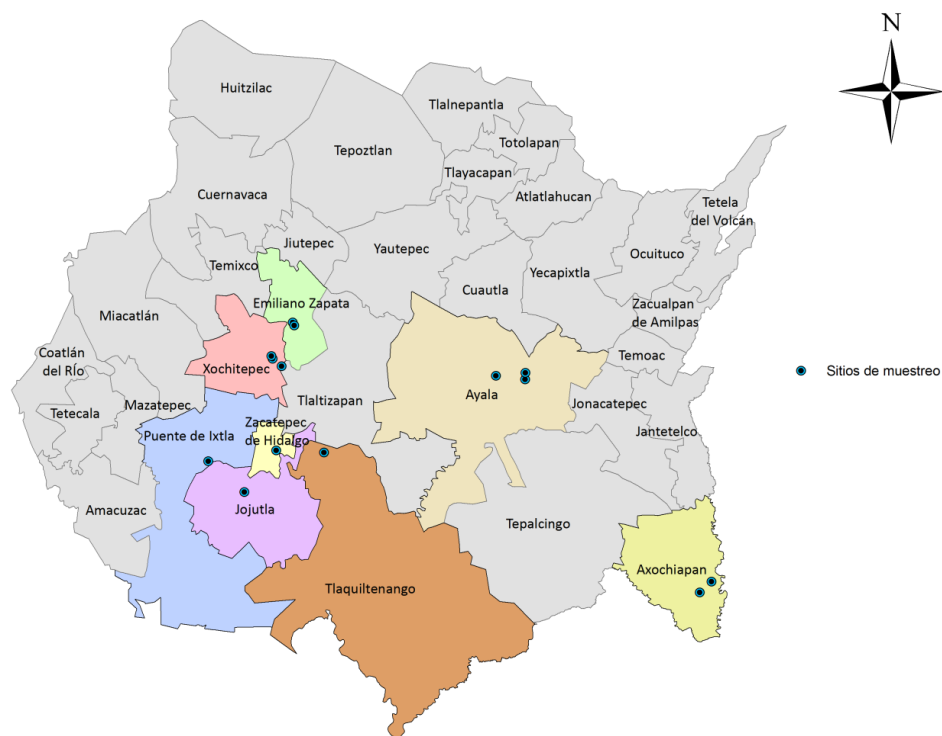 N
Huitzilac
Tlalnepantla
Totolapan
Tepoztlan
Tlayacapan
Cuernavaca
Atlatlahucan
Tetela
del Volcán
Jiutepec
Yautepec
Ocuituco
Temixco
Yecapixtla
Cuautla
Emiliano Zapata
Zacualpan
de Amilpas
Miacatlán
Coatlán
del Río
Temoac
Xochitepec
Sitios de muestreo
Ayala
Tlaltizapan
Mazatepec
Jonacatepec
Tetecala
Zacatepec
de Hidalgo
Puente de Ixtla
Jantetelco
Jojutla
Amacuzac
Tepalcingo
Axochiapan
Tlaquiltenango